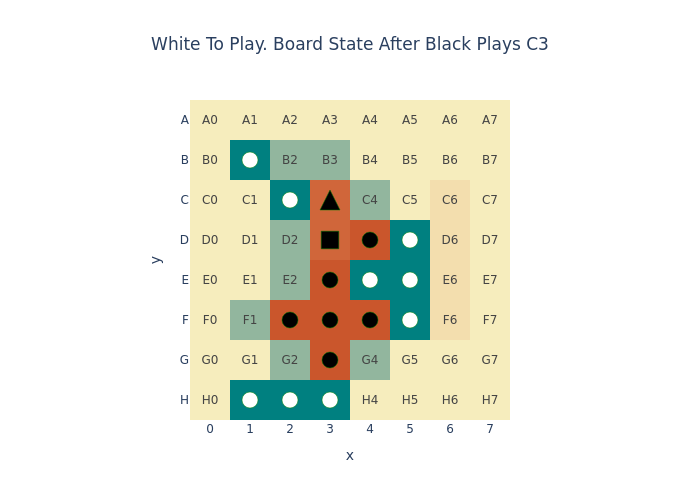 White To Play. Board State After Black Plays C3
A A0 A1 A2 A3 A4 A5 A6 A7
B B0 B2 B3 B4 B5 B6 B7
C C0 C1 C4 C5 C6 C7
D D0 D1 D2 D6 D7
E E0 E1 E2 E6 E7
F F0 F1 F6 F7
G G0 G1 G2 G4 G5 G6 G7
H H0 H4 H5 H6 H7
0 1 2 3 4 5 6 7
x
y